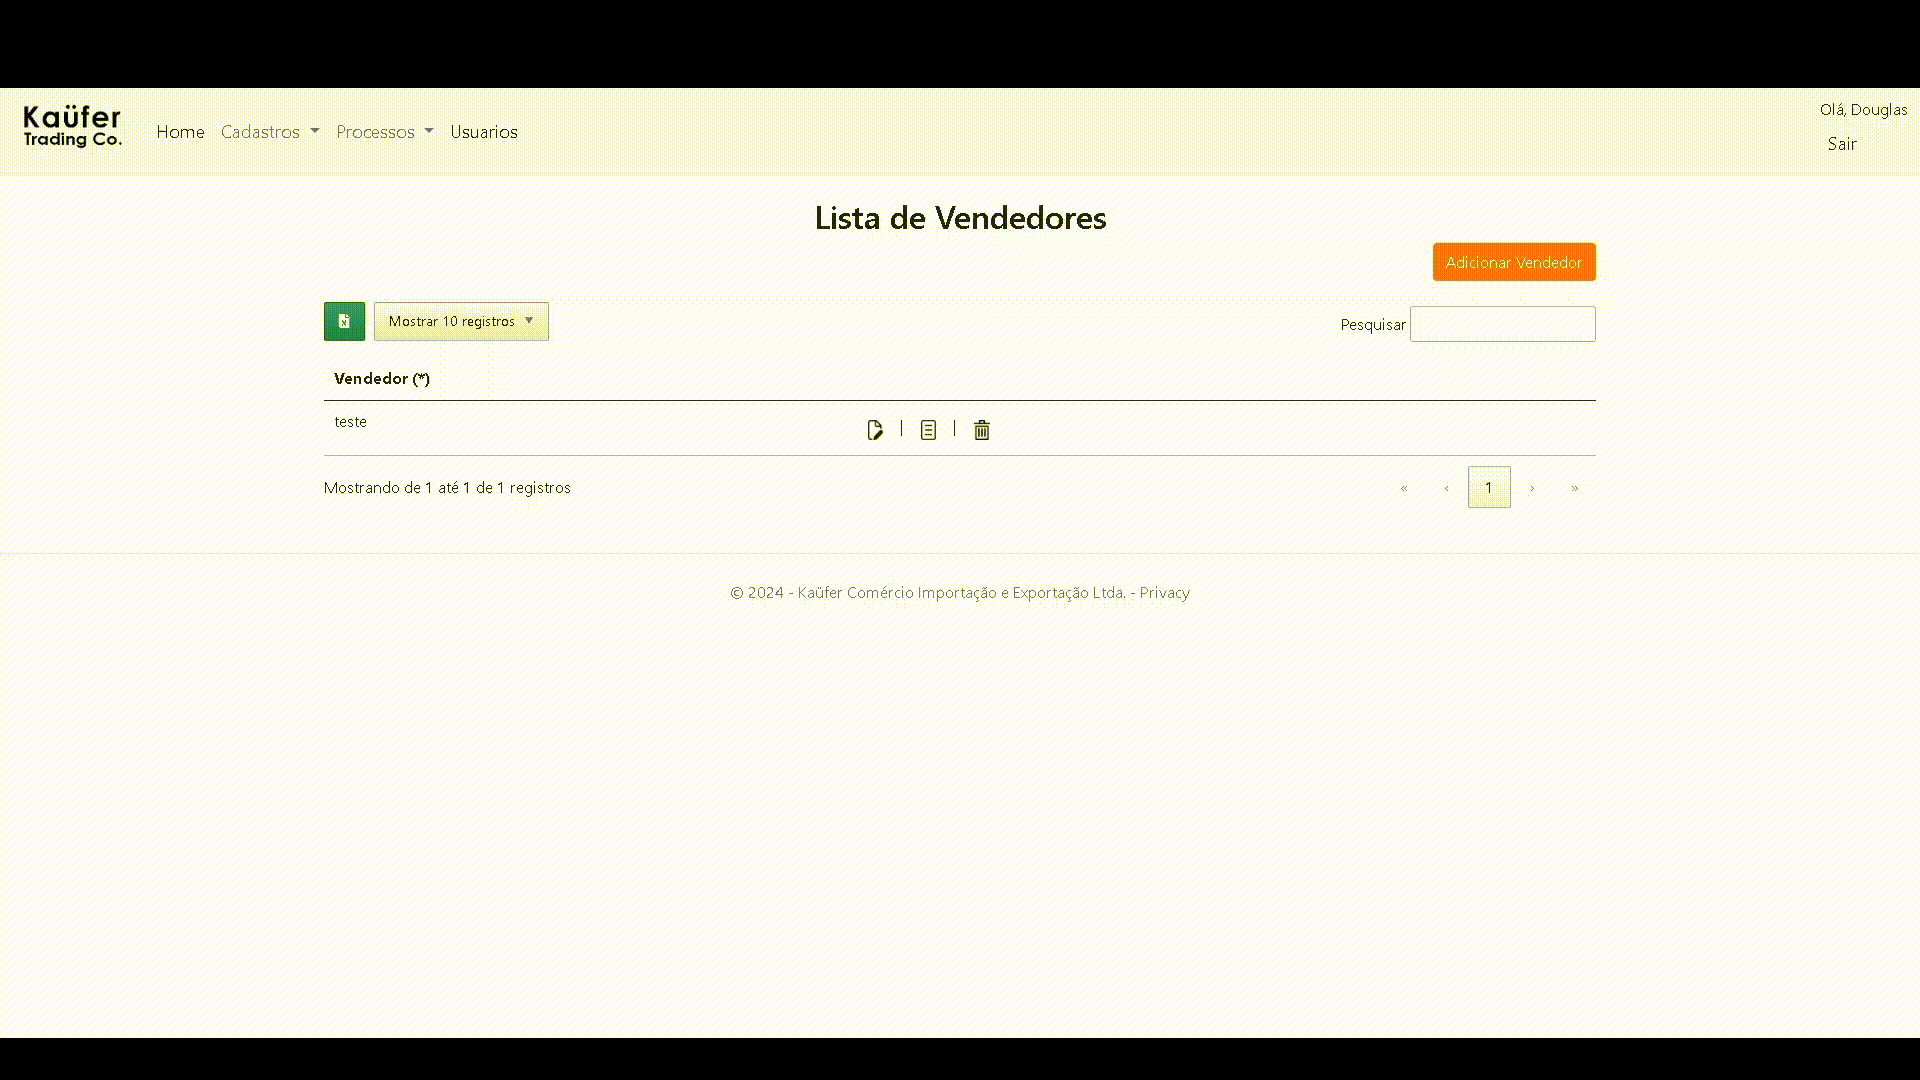 Kaüfer
Trading Co.
Home Cadastros Processos Usuarios
Olá, Douglas
Sair
Lista de Vendedores
Adicionar Vendedor
Mostrar 10 registros
Pesquisar
Vendedor (*)
teste
Mostrando de 1 até 1 de 1 registros
« ‹ 1 › »
© 2024 - Kaüfer Comércio Importação e Exportação Ltda. - Privacy